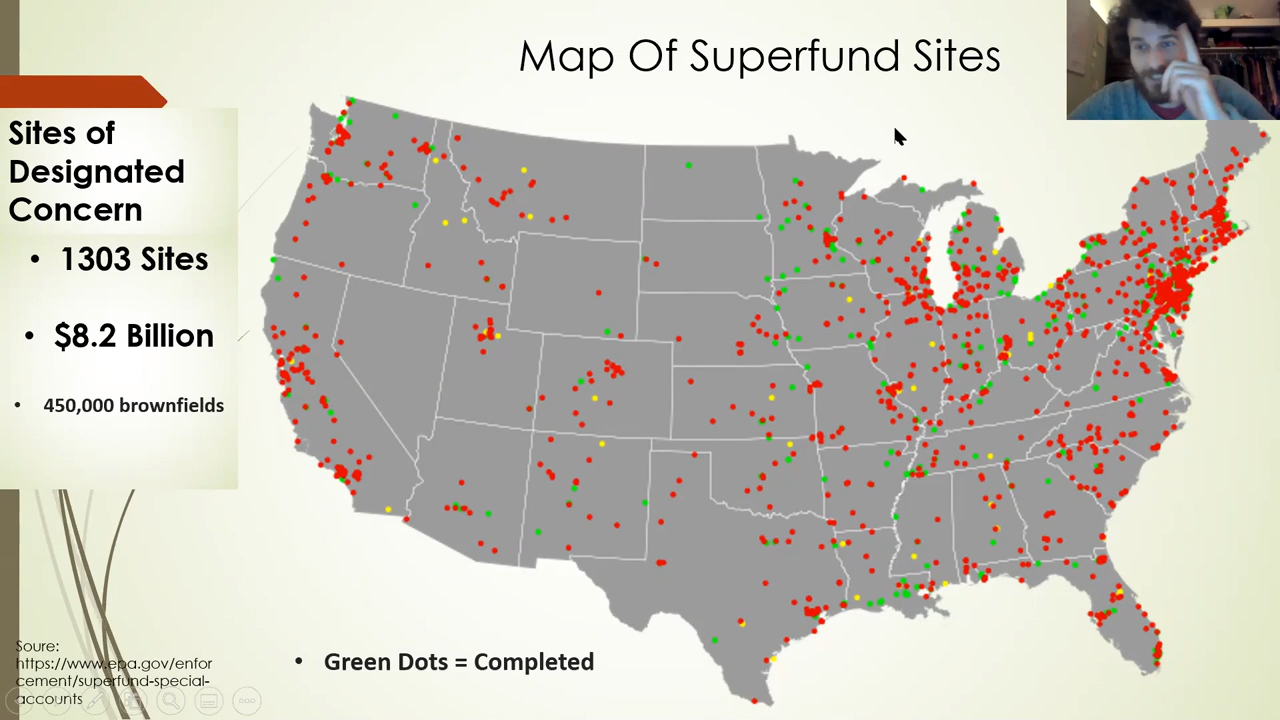 Map Of Superfund Sites
Sites of
Designated
Concern
• 1303 Sites
• $8.2 Billion
• 450,000 brownfields
Soure:
https://www.epa.gov/enfor
cement/superfund-special-
accounts
• Green Dots = Completed